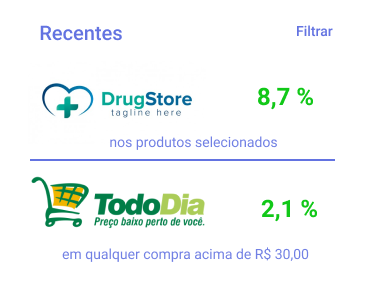 Recentes
Filtrar
DrugStore
tagline here
8,7 %
nos produtos selecionados
TodoDia
Preço baixo perto de você.
2,1 %
em qualquer compra acima de R$ 30,00